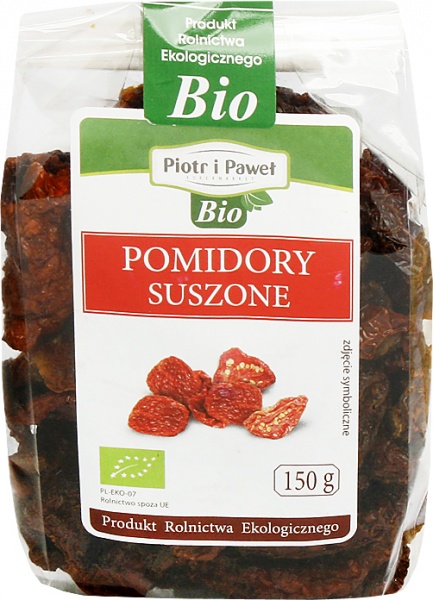 Produkt
Rolnictwa
Ekologicznego
Bio
Piotr i Paweł
SUPERMARKET
Bio
POMIDORY
SUSZONE
zdjęcie symboliczne
PL-EKO-07
Rolnictwo spoza UE
150 g
Produkt Rolnictwa Ekologicznego